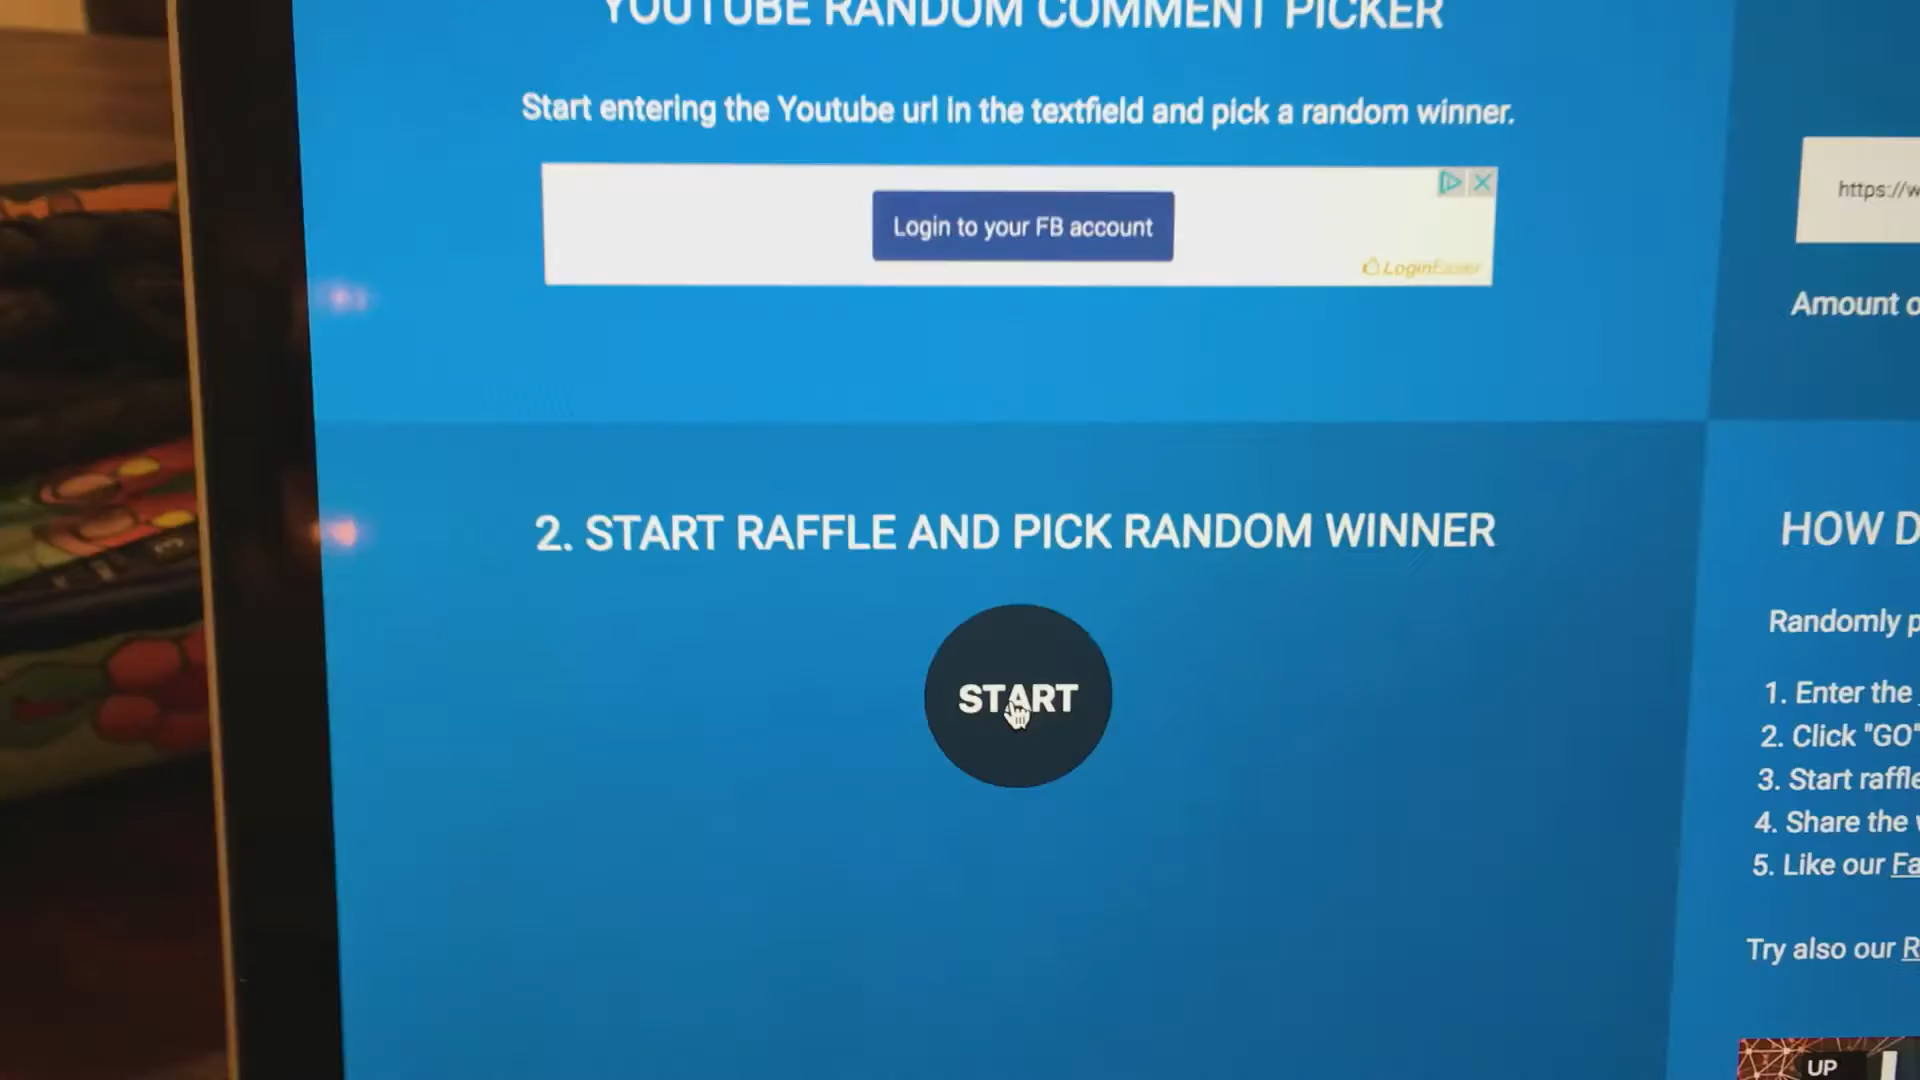 YOUTUBE RANDOM COMMENT PICKER
Start entering the Youtube url in the textfield and pick a random winner.
Login to your FB account
LoginEasier
https://w
Amount o
2. START RAFFLE AND PICK RANDOM WINNER
START
HOW D
Randomly p
1. Enter the
2. Click "GO"
3. Start raffle
4. Share the
5. Like our Fa
Try also our R
UP